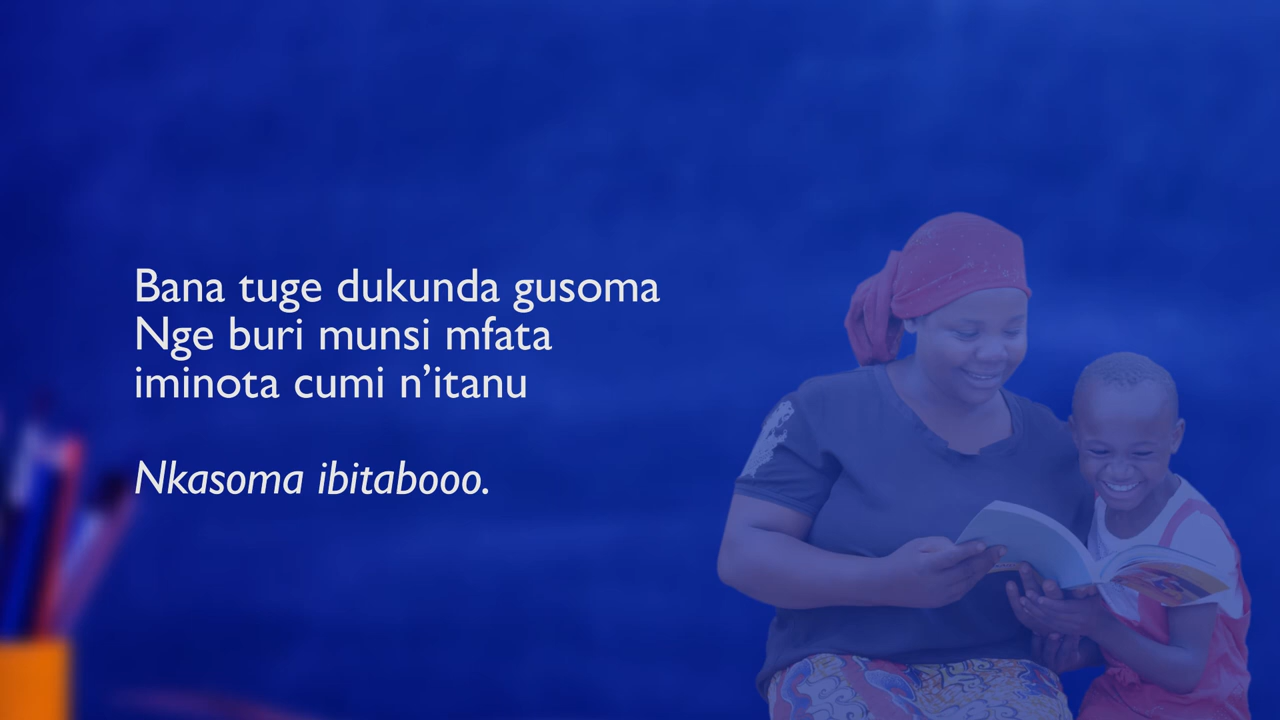 Bana tuge dukunda gusoma
Nge buri munsi mfata
iminota cumi n’itanu
Nkasoma ibitabooo.